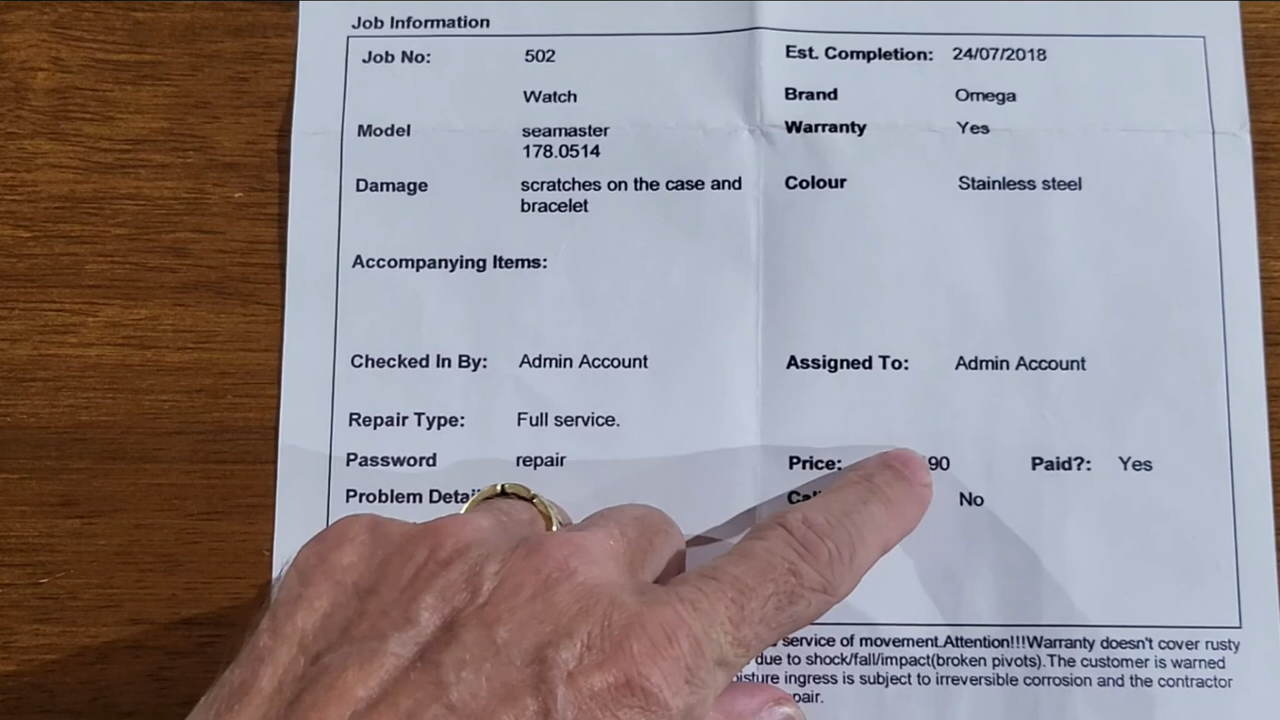 Job Information
Job No: 502 Est. Completion: 24/07/2018
Watch Brand Omega
Model seamaster Warranty Yes
178.0514
Damage scratches on the case and Colour Stainless steel
bracelet
Accompanying Items:
Checked In By: Admin Account Assigned To: Admin Account
Repair Type: Full service.
Password repair Price: 90 Paid?: Yes
Problem No
service of movement.Attention!!!Warranty doesn't cover rusty
due to shock/fall/impact(broken pivots).The customer is warned
ingress is subject to irreversible corrosion and the contractor